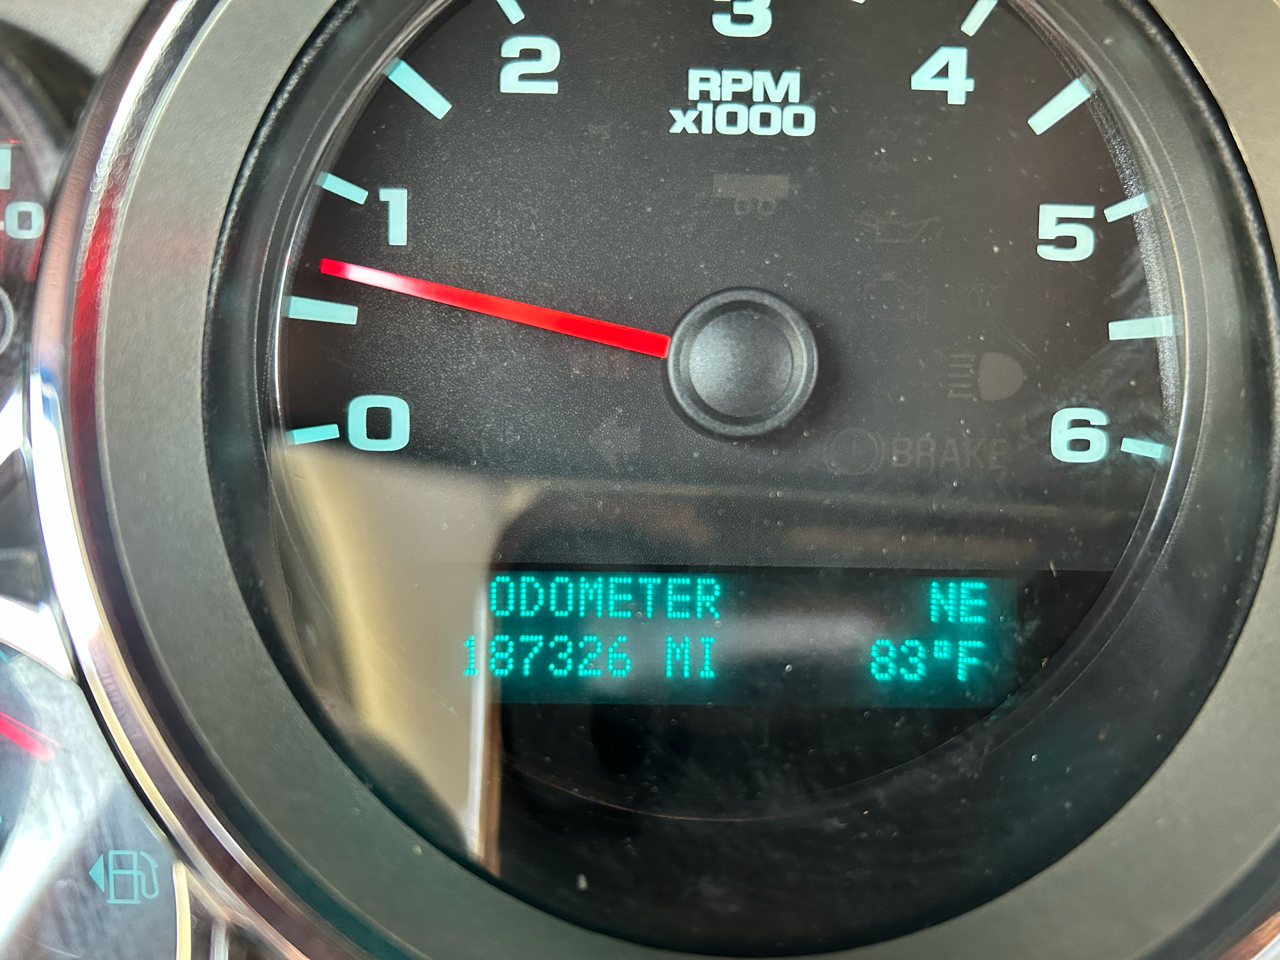 3
2
4
RPM
x1000
1
5
0
6
BRAKE
ODOMETER NE
187326 MI 83°F